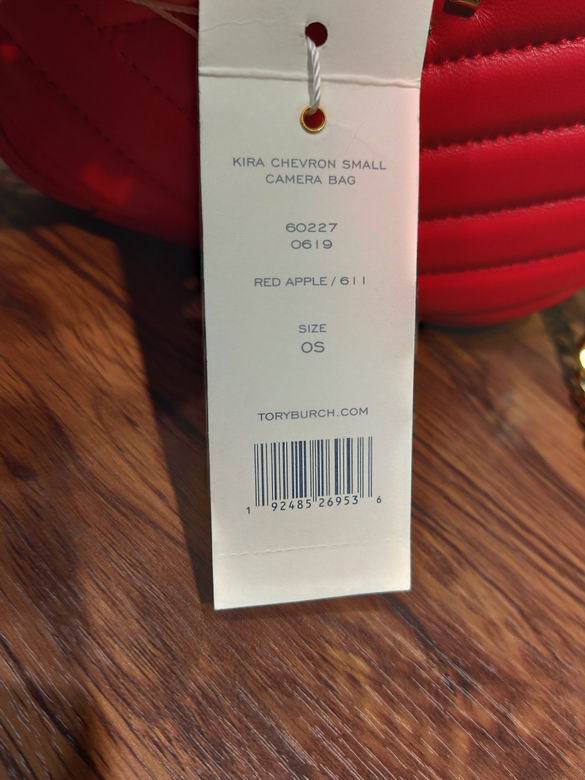 KIRA CHEVRON SMALL
CAMERA BAG
60227
0619
RED APPLE / 611
SIZE
OS
TORYBURCH.COM
1 92485 26953 6